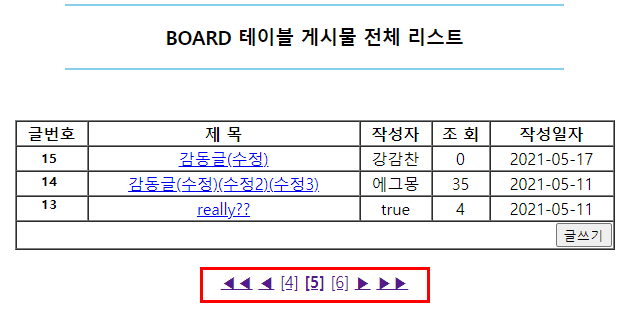 BOARD 테이블 게시물 전체 리스트
글번호 제 목 작성자 조 회 작성일자
15 감동글(수정) 강감찬 0 2021-05-17
14 감동글(수정)(수정2)(수정3) 에그몽 35 2021-05-11
13 really?? true 4 2021-05-11
글쓰기
◀◀ ◀ [4] [5] [6] ▶ ▶▶